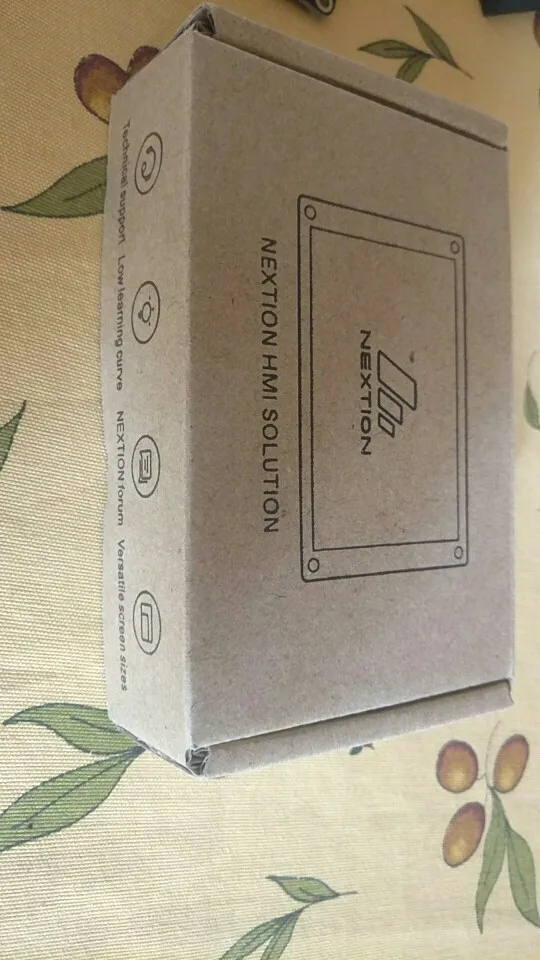 NEXTION
NEXTION HMI SOLUTION
Technical support
Low learning curve
NEXTION forum
Versatile screen sizes